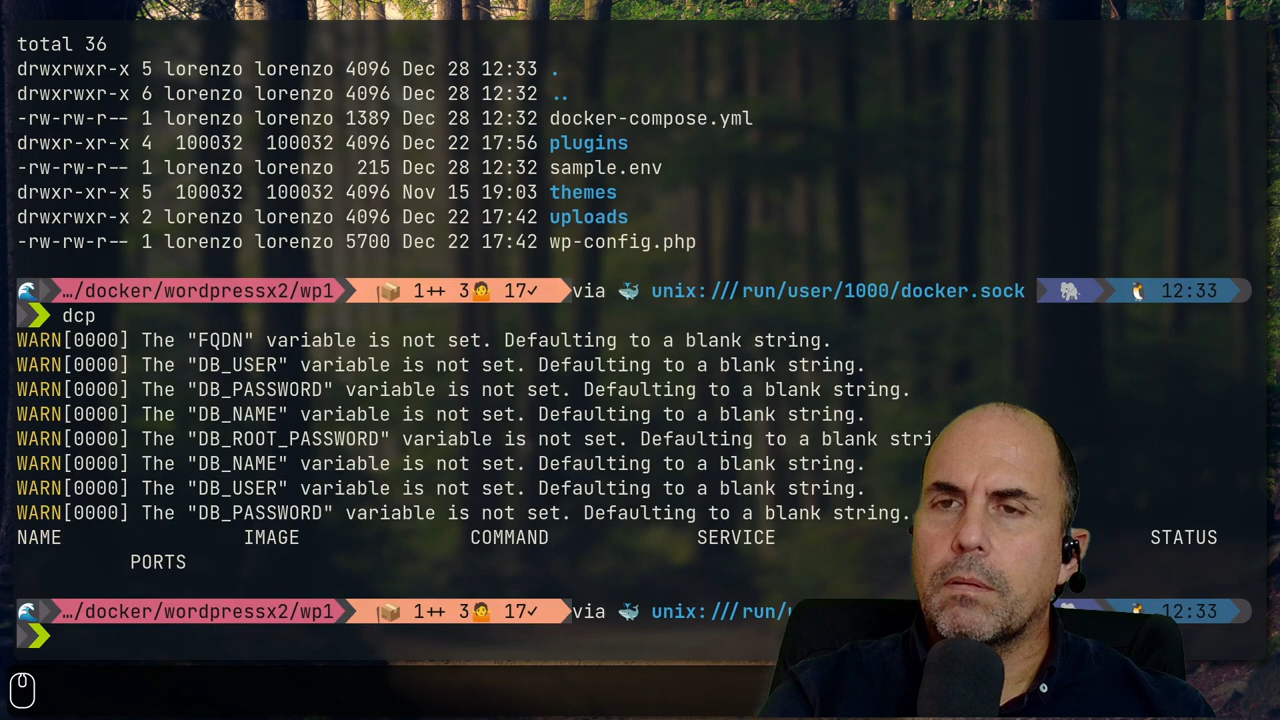 total 36
drwxrwxr-x 5 lorenzo lorenzo 4096 Dec 28 12:33 .
drwxrwxr-x 6 lorenzo lorenzo 4096 Dec 28 12:32 ..
-rw-rw-r-- 1 lorenzo lorenzo 1389 Dec 28 12:32 docker-compose.yml
drwxr-xr-x 4  100032  100032 4096 Dec 22 17:56 plugins
-rw-rw-r-- 1 lorenzo lorenzo  215 Dec 28 12:32 sample.env
drwxr-xr-x 5  100032  100032 4096 Nov 15 19:03 themes
drwxrwxr-x 2 lorenzo lorenzo 4096 Dec 22 17:42 uploads
-rw-rw-r-- 1 lorenzo lorenzo 5700 Dec 22 17:42 wp-config.php
…/docker/wordpressx2/wp1 📦 1++ 3🤷 17✓ via 🐳 unix:///run/user/1000/docker.sock 🐘 🐧 12:33
dcp
WARN[0000] The "FQDN" variable is not set. Defaulting to a blank string.
WARN[0000] The "DB_USER" variable is not set. Defaulting to a blank string.
WARN[0000] The "DB_PASSWORD" variable is not set. Defaulting to a blank string.
WARN[0000] The "DB_NAME" variable is not set. Defaulting to a blank string.
WARN[0000] The "DB_ROOT_PASSWORD" variable is not set. Defaulting to a blank stri
WARN[0000] The "DB_NAME" variable is not set. Defaulting to a blank string.
WARN[0000] The "DB_USER" variable is not set. Defaulting to a blank string.
WARN[0000] The "DB_PASSWORD" variable is not set. Defaulting to a blank string.
NAME IMAGE COMMAND SERVICE STATUS
PORTS
…/docker/wordpressx2/wp1 📦 1++ 3🤷 17✓ via 🐳 unix:///run/ 🐧 12:33